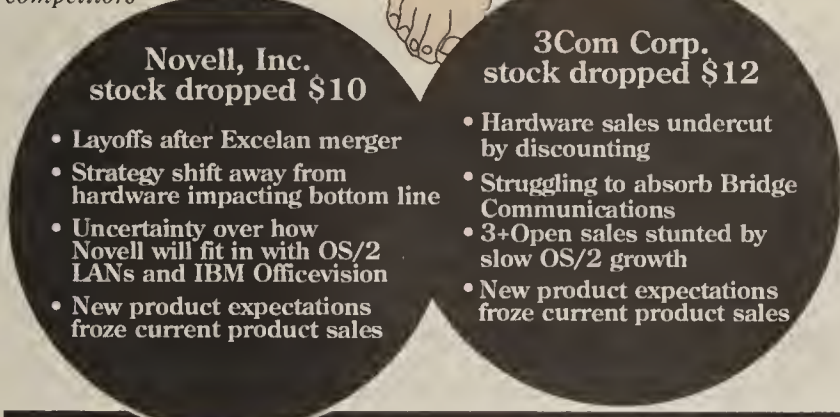 competitors
Novell, Inc.
stock dropped $10
• Layoffs after Excelan merger
• Strategy shift away from
hardware impacting bottom line
• Uncertainty over how
Novell will fit in with OS/2
LANs and IBM Officevision
• New product expectations
froze current product sales
3Com Corp.
stock dropped $12
• Hardware sales undercut
by discounting
• Struggling to absorb Bridge
Communications
• 3+Open sales stunted by
slow OS/2 growth
• New product expectations
froze current product sales